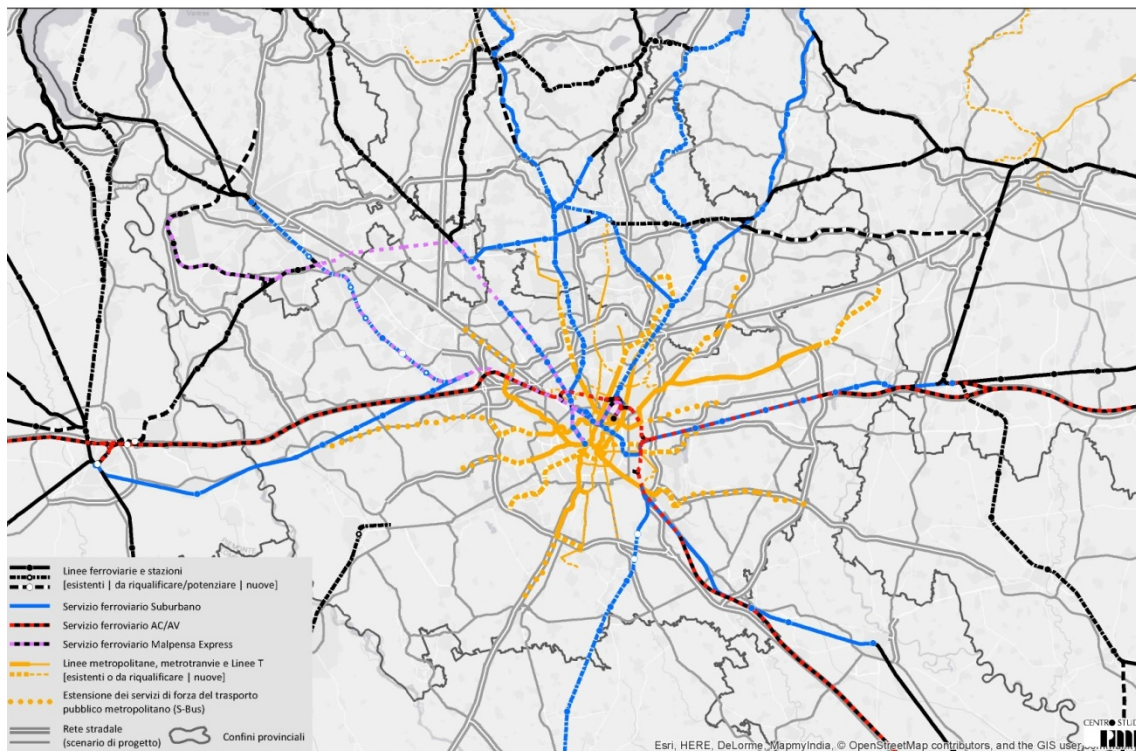 Linee ferroviarie e stazioni
[esistenti | da riqualificare/potenziare | nuove]
Servizio ferroviario Suburbano
Servizio ferroviario AC/AV
Servizio ferroviario Malpensa Express
Linee metropolitane, metrotranvie e Linee T
[esistenti o da riqualificare | nuove]
Estensione dei servizi di forza del trasporto
pubblico metropolitano (S-Bus)
Rete stradale
(scenario di progetto)
Confini provinciali
CENTRO STUDI
Esri, HERE, DeLorme, MapmyIndia, © OpenStreetMap contributors, and the GIS user